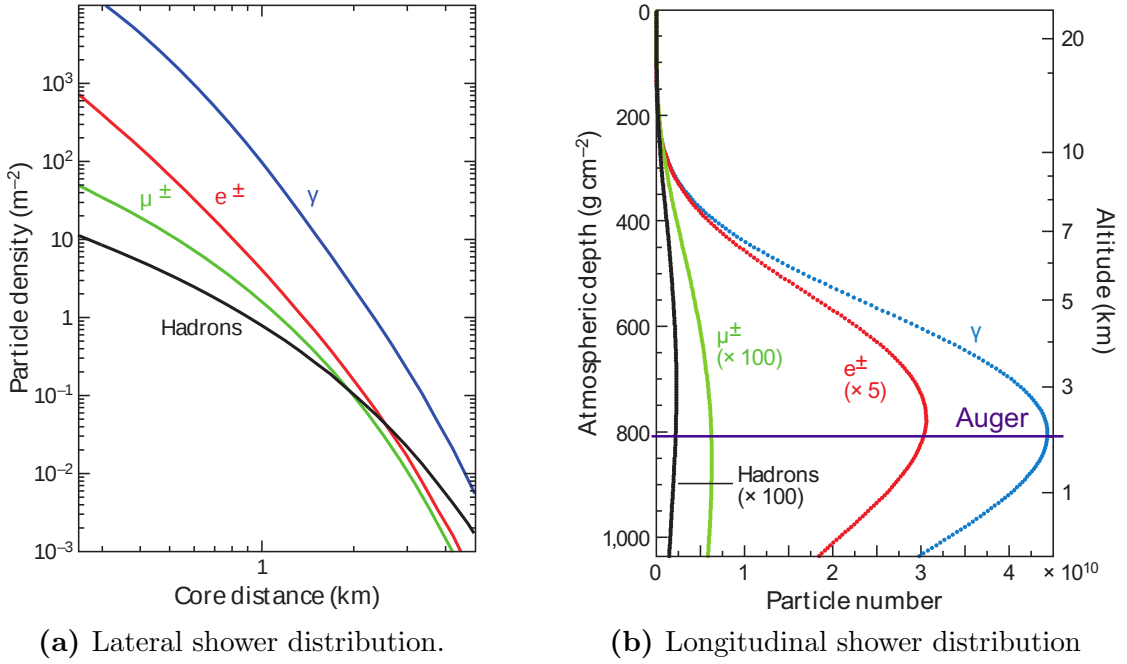 Particle density (m⁻²)
10³
10²
10
1
10⁻¹
10⁻²
10⁻³
μ±
e±
γ
Hadrons
1
Core distance (km)
(a) Lateral shower distribution.
Atmospheric depth (g cm⁻²)
0
200
400
600
800
1,000
Altitude (km)
20
10
7
5
3
1
γ
μ±
(× 100)
e±
(× 5)
Auger
Hadrons
(× 100)
0 1 2 3 4 × 10¹⁰
Particle number
(b) Longitudinal shower distribution